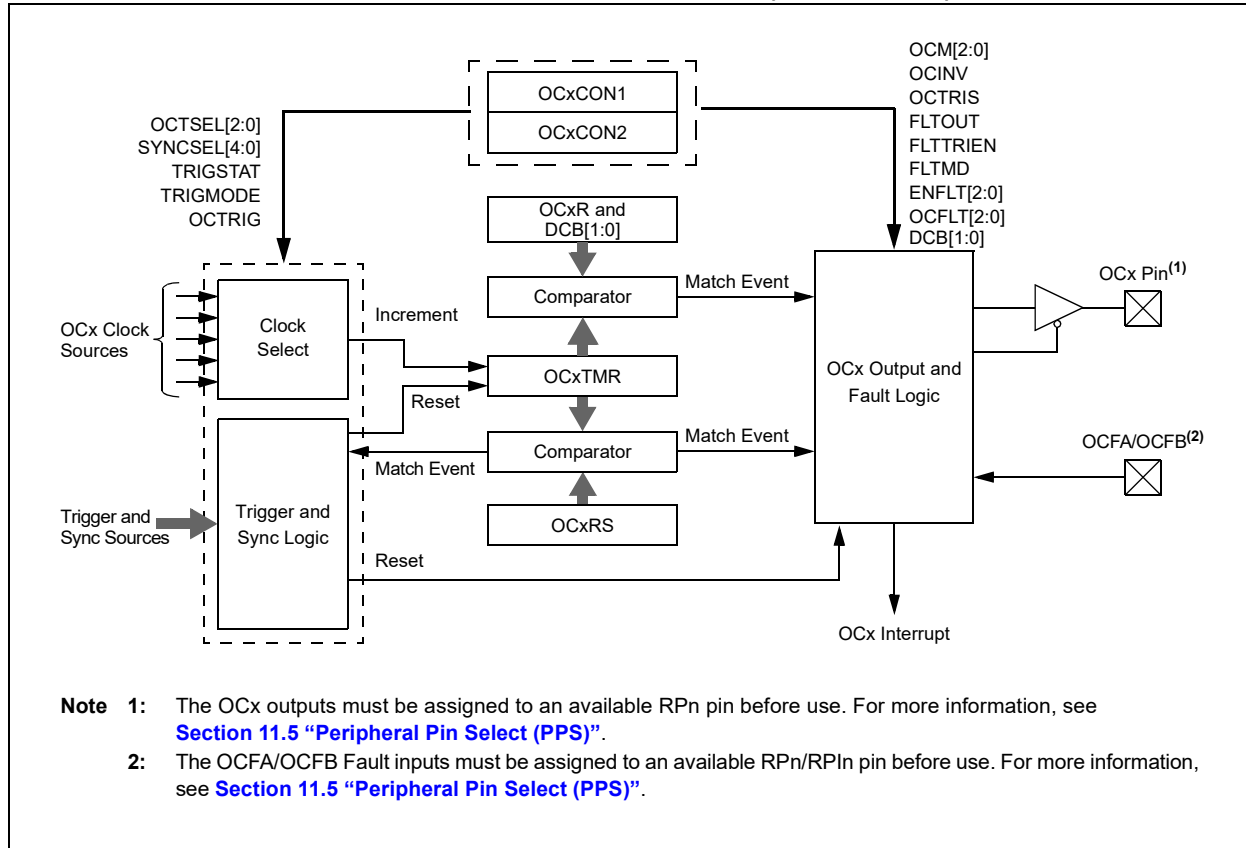 OCxCON1
OCxCON2
OCTSEL[2:0]
SYNCSEL[4:0]
TRIGSTAT
TRIGMODE
OCTRIG
OCM[2:0]
OCINV
OCTRIS
FLTOUT
FLTTRIEN
FLTMD
ENFLT[2:0]
OCFLT[2:0]
DCB[1:0]
OCxR and
DCB[1:0]
OCx Clock
Sources
Clock
Select
Increment
Comparator
Match Event
OCxTMR
Reset
Comparator
Match Event
Match Event
OCxRS
Trigger and
Sync Sources
Trigger and
Sync Logic
Reset
OCx Output and
Fault Logic
OCx Pin(1)
OCFA/OCFB(2)
OCx Interrupt
Note 1: The OCx outputs must be assigned to an available RPn pin before use. For more information, see
Section 11.5 “Peripheral Pin Select (PPS)”.
2: The OCFA/OCFB Fault inputs must be assigned to an available RPn/RPIn pin before use. For more information,
see Section 11.5 “Peripheral Pin Select (PPS)”.